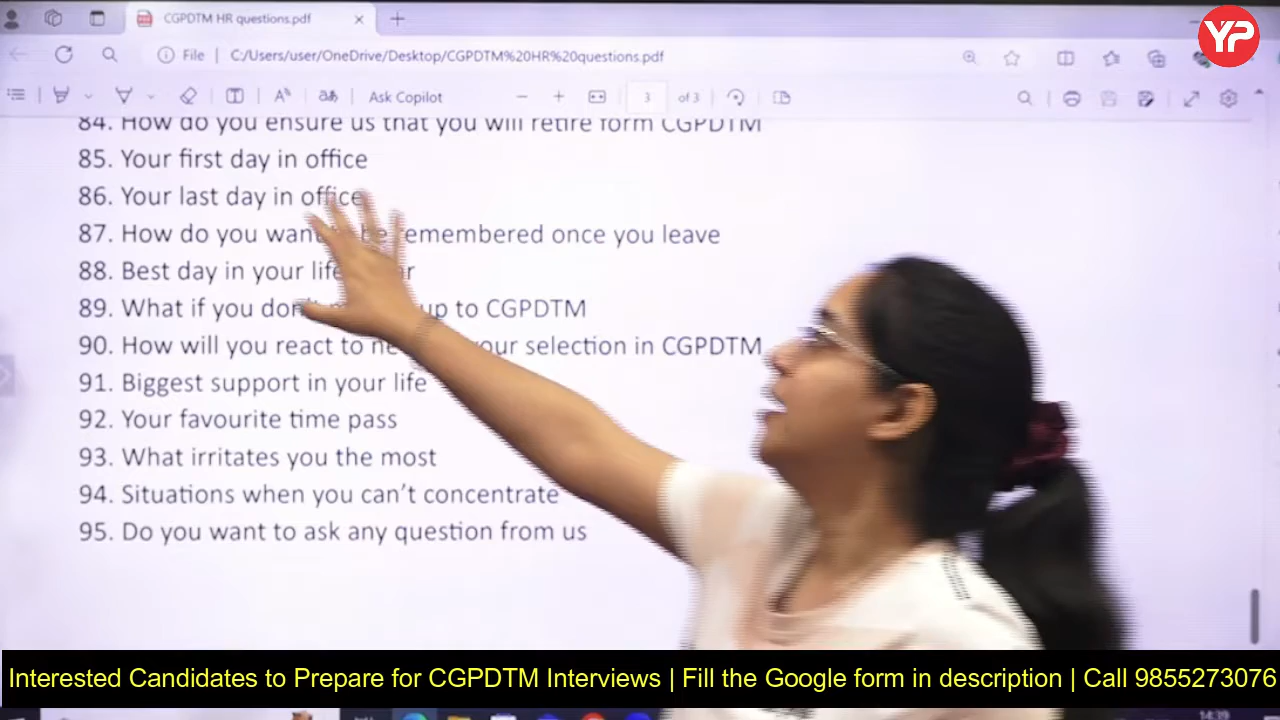 CGPDTM HR questions.pdf
YP
File | C:/Users/user/OneDrive/Desktop/CGPDTM%20HR%20questions.pdf
Ask Copilot
3 of 3
84. How do you ensure us that you will retire form CGPDTM
85. Your first day in office
86. Your last day in office
87. How do you want be remembered once you leave
88. Best day in your life
89. What if you don't up to CGPDTM
90. How will you react to your selection in CGPDTM
91. Biggest support in your life
92. Your favourite time pass
93. What irritates you the most
94. Situations when you can't concentrate
95. Do you want to ask any question from us
Interested Candidates to Prepare for CGPDTM Interviews | Fill the Google form in description | Call 9855273076